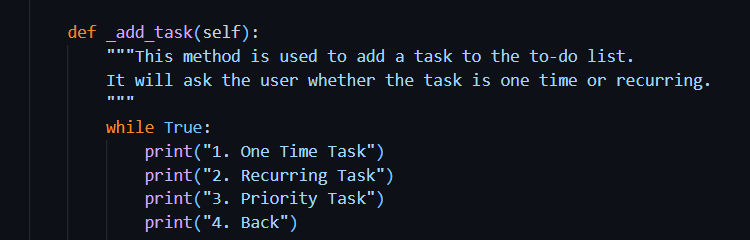 def _add_task(self):
"""This method is used to add a task to the to-do list.
It will ask the user whether the task is one time or recurring.
"""
while True:
print("1. One Time Task")
print("2. Recurring Task")
print("3. Priority Task")
print("4. Back")